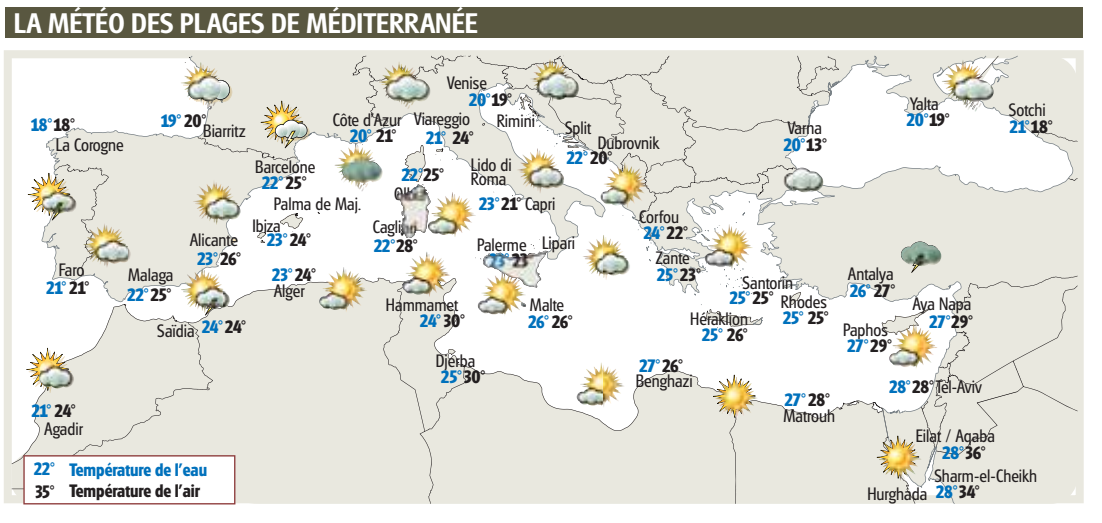 LA MÉTÉO DES PLAGES DE MÉDITERRANÉE
18° 18°
La Corogne
19° 20°
Biarritz
Côte d'Azur
20° 21°
Viareggio
21° 24°
Venise
20° 19°
Rimini
Split
22° 20°
Dubrovnik
Varna
20° 13°
Yalta
20° 19°
Sotchi
21° 18°
Barcelone
22° 25°
22° 25°
Lido di
Roma
23° 21° Capri
Palma de Maj.
Ibiza
23° 24°
Cagliari
22° 28°
Corfou
24° 22°
Alicante
23° 26°
Palerme
23° 23°
Lipari
Zante
25° 23°
Faro
21° 21°
Malaga
22° 25°
23° 24°
Alger
Santorin
25° 25°
Rhodes
25° 25°
Antalya
26° 27°
Saïdia 24° 24°
Hammamet
24° 30°
Malte
26° 26°
Héraklion
25° 26°
Aya Napa
27° 29°
Paphos
27° 29°
Djerba
25° 30°
27° 26°
Benghazi
27° 28°
Matrouh
28° 28° Tel-Aviv
21° 24°
Agadir
Eilat / Aqaba
28° 36°
Sharm-el-Cheikh
Hurghada 28° 34°
22° Température de l'eau
35° Température de l'air